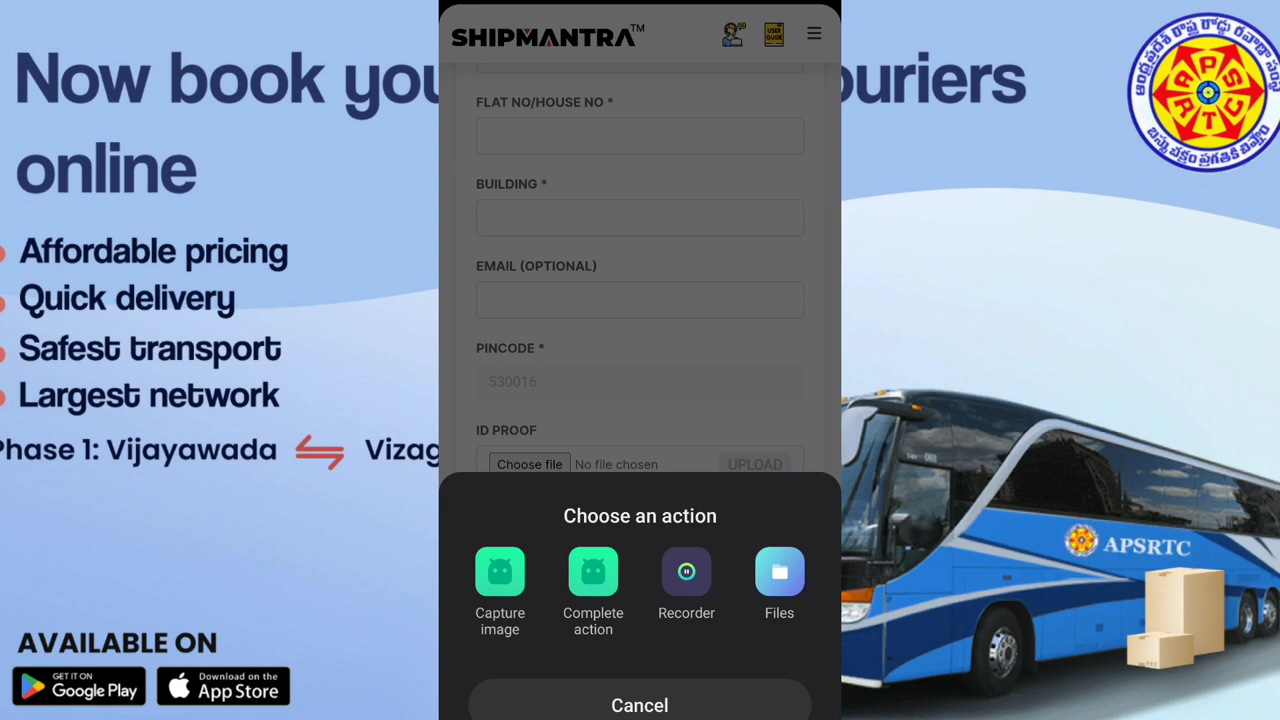 Now book you
ouriers
online
Affordable pricing
Quick delivery
Safest transport
Largest network
Phase 1: Vijayawada
Vizag
AVAILABLE ON
GET IT ON
Google Play
Download on the
App Store
SHIPMANTRA™
USER
GUIDE
FLAT NO/HOUSE NO *
BUILDING *
EMAIL (OPTIONAL)
PINCODE *
530016
ID PROOF
Choose file No file chosen
UPLOAD
Choose an action
Capture
image
Complete
action
Recorder
Files
Cancel
APSRTC